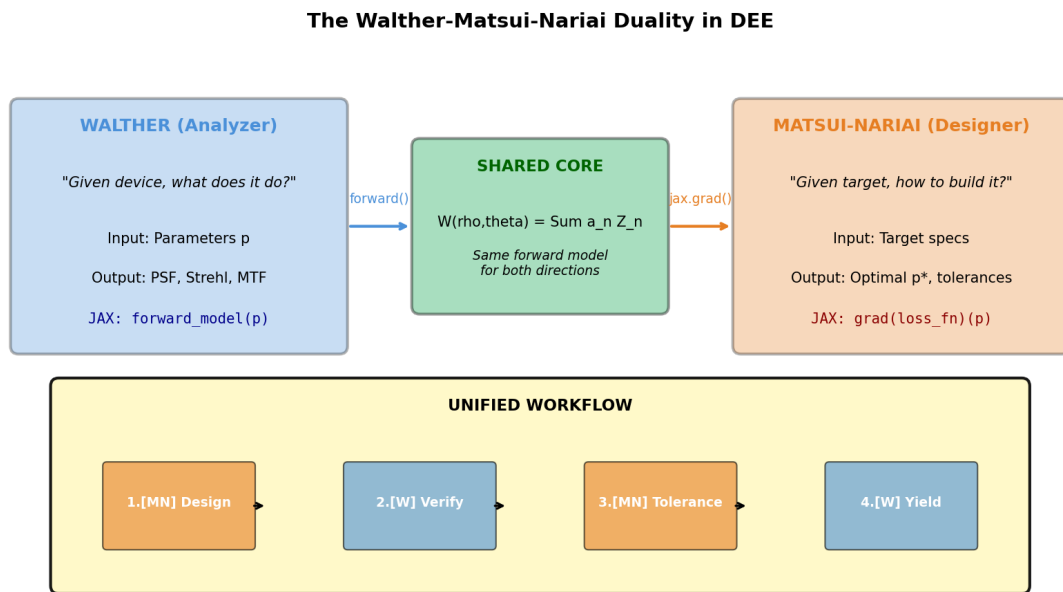 The Walther-Matsui-Nariai Duality in DEE
WALTHER (Analyzer)
"Given device, what does it do?"
Input: Parameters p
Output: PSF, Strehl, MTF
JAX: forward_model(p)
forward()
SHARED CORE
W(rho,theta) = Sum a_n Z_n
Same forward model
for both directions
jax.grad()
MATSUI-NARIAI (Designer)
"Given target, how to build it?"
Input: Target specs
Output: Optimal p*, tolerances
JAX: grad(loss_fn)(p)
UNIFIED WORKFLOW
1.[MN] Design
2.[W] Verify
3.[MN] Tolerance
4.[W] Yield